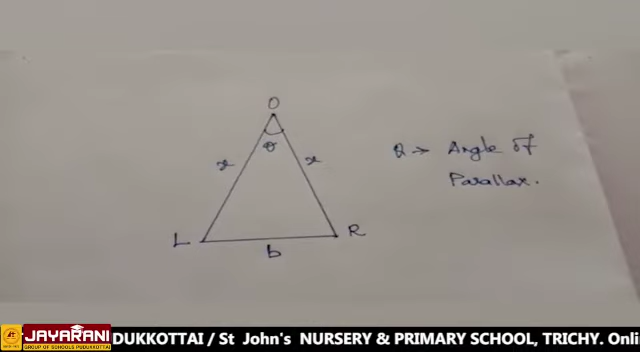 O
θ
x
x
L
R
b
θ → Angle of
Parallax.
JAYARANI
GROUP OF SCHOOLS PUDUKKOTTAI
DUKKOTTAI / St John's NURSERY & PRIMARY SCHOOL, TRICHY. Onli